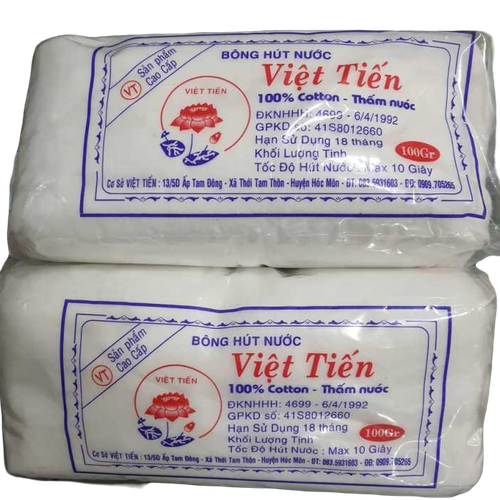 Sản phẩm
Cao Cấp
VT
VIỆT TIẾN
BÔNG HÚT NƯỚC
Việt Tiến
100% Cotton - Thấm nước
ĐKNHHH: 4699 - 6/4/1992
GPKD số: 41S8012660
Hạn Sử Dụng 18 tháng
Khối Lượng Tịnh
100Gr
Tốc Độ Hút Nước : Max 10 Giây
Cơ Sở VIỆT TIẾN : 13/5D Ấp Tam Đông - Xã Thới Tam Thôn - Huyện Hóc Môn - ĐT: 083.5931603 - ĐĐ: 0909.705265
Sản phẩm
Cao Cấp
VT
VIỆT TIẾN
BÔNG HÚT NƯỚC
Việt Tiến
100% Cotton - Thấm nước
ĐKNHHH: 4699 - 6/4/1992
GPKD số: 41S8012660
Hạn Sử Dụng 18 tháng
Khối Lượng Tịnh
100Gr
Tốc Độ Hút Nước : Max 10 Giây
Cơ Sở VIỆT TIẾN : 13/5D Ấp Tam Đông - Xã Thới Tam Thôn - Huyện Hóc Môn - ĐT: 083.5931603 - ĐĐ: 0909.705265